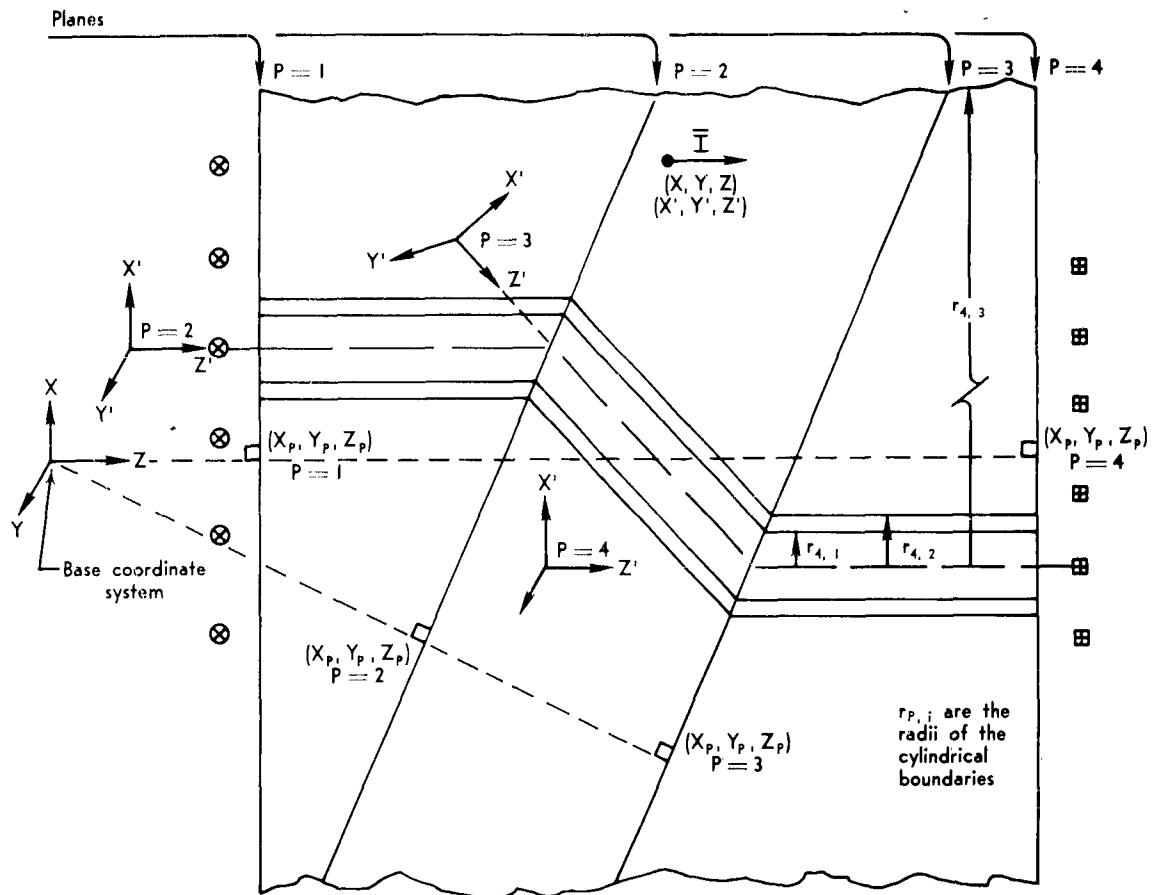 Planes
P = 1
P = 2
P = 3
P = 4
I
(X, Y, Z)
(X', Y', Z')
X'
P = 3
Y'
Z'
r4, 3
X'
P = 2
Z'
Y'
X
Z
Y
(Xp, Yp, Zp)
P = 1
(Xp, Yp, Zp)
P = 4
X'
P = 4
Z'
r4, 1
r4, 2
Base coordinate
system
(Xp, Yp, Zp)
P = 2
(Xp, Yp, Zp)
P = 3
rP, i are the
radii of the
cylindrical
boundaries